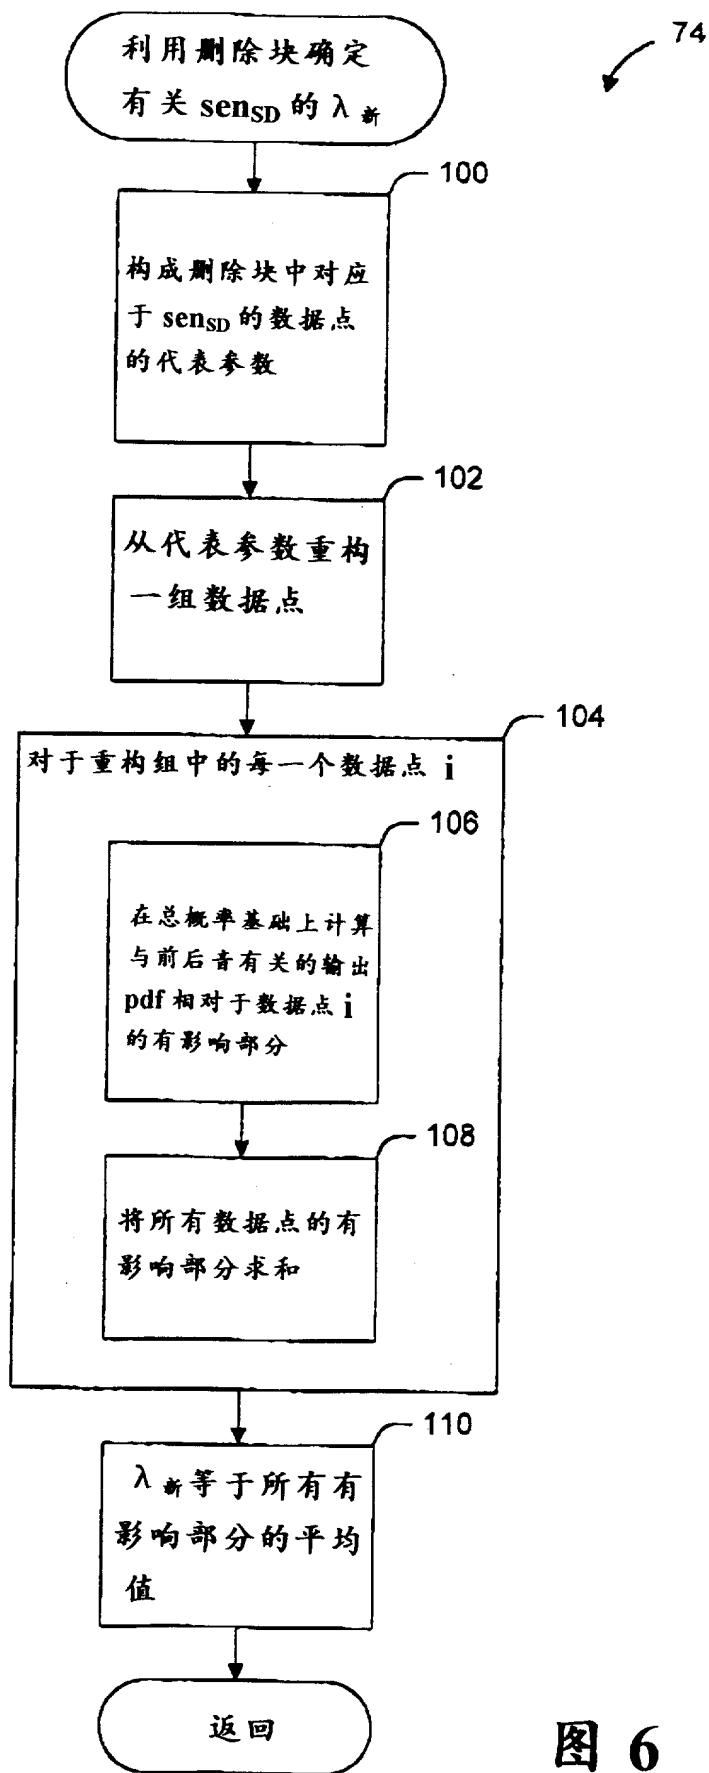 74
利用删除块确定
有关 senSD 的 λ新
100
构成删除块中对应
于 senSD 的数据点
的代表参数
102
从代表参数重构
一组数据点
104
对于重构组中的每一个数据点 i
106
在总概率基础上计算
与前后音有关的输出
pdf 相对于数据点 i
的有影响部分
108
将所有数据点的有
影响部分求和
110
λ新等于所有有
影响部分的平均
值
返回
图 6